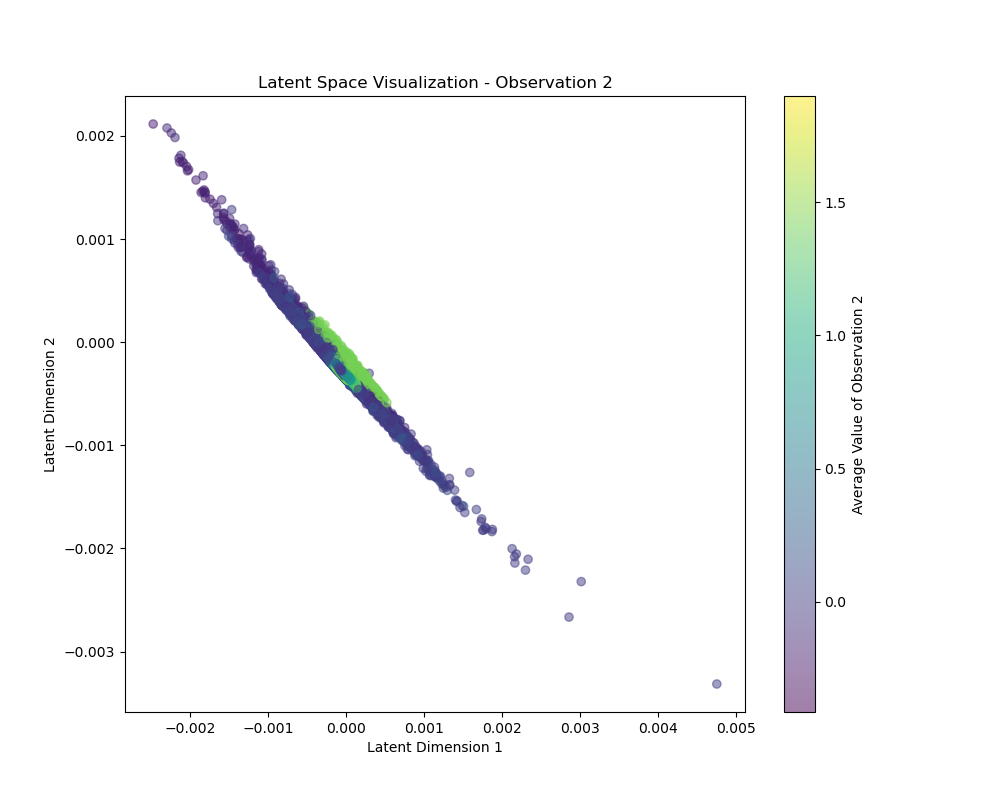 Latent Space Visualization - Observation 2
0.002
0.001
0.000
−0.001
−0.002
−0.003
Latent Dimension 2
−0.002 −0.001 0.000 0.001 0.002 0.003 0.004 0.005
Latent Dimension 1
1.5
1.0
0.5
0.0
Average Value of Observation 2